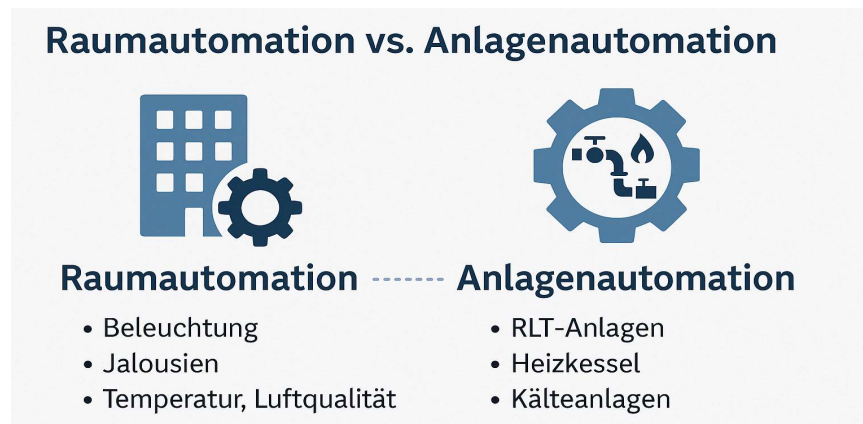 Raumautomation vs. Anlagenautomation
Raumautomation
• Beleuchtung
• Jalousien
• Temperatur, Luftqualität
Anlagenautomation
• RLT-Anlagen
• Heizkessel
• Kälteanlagen